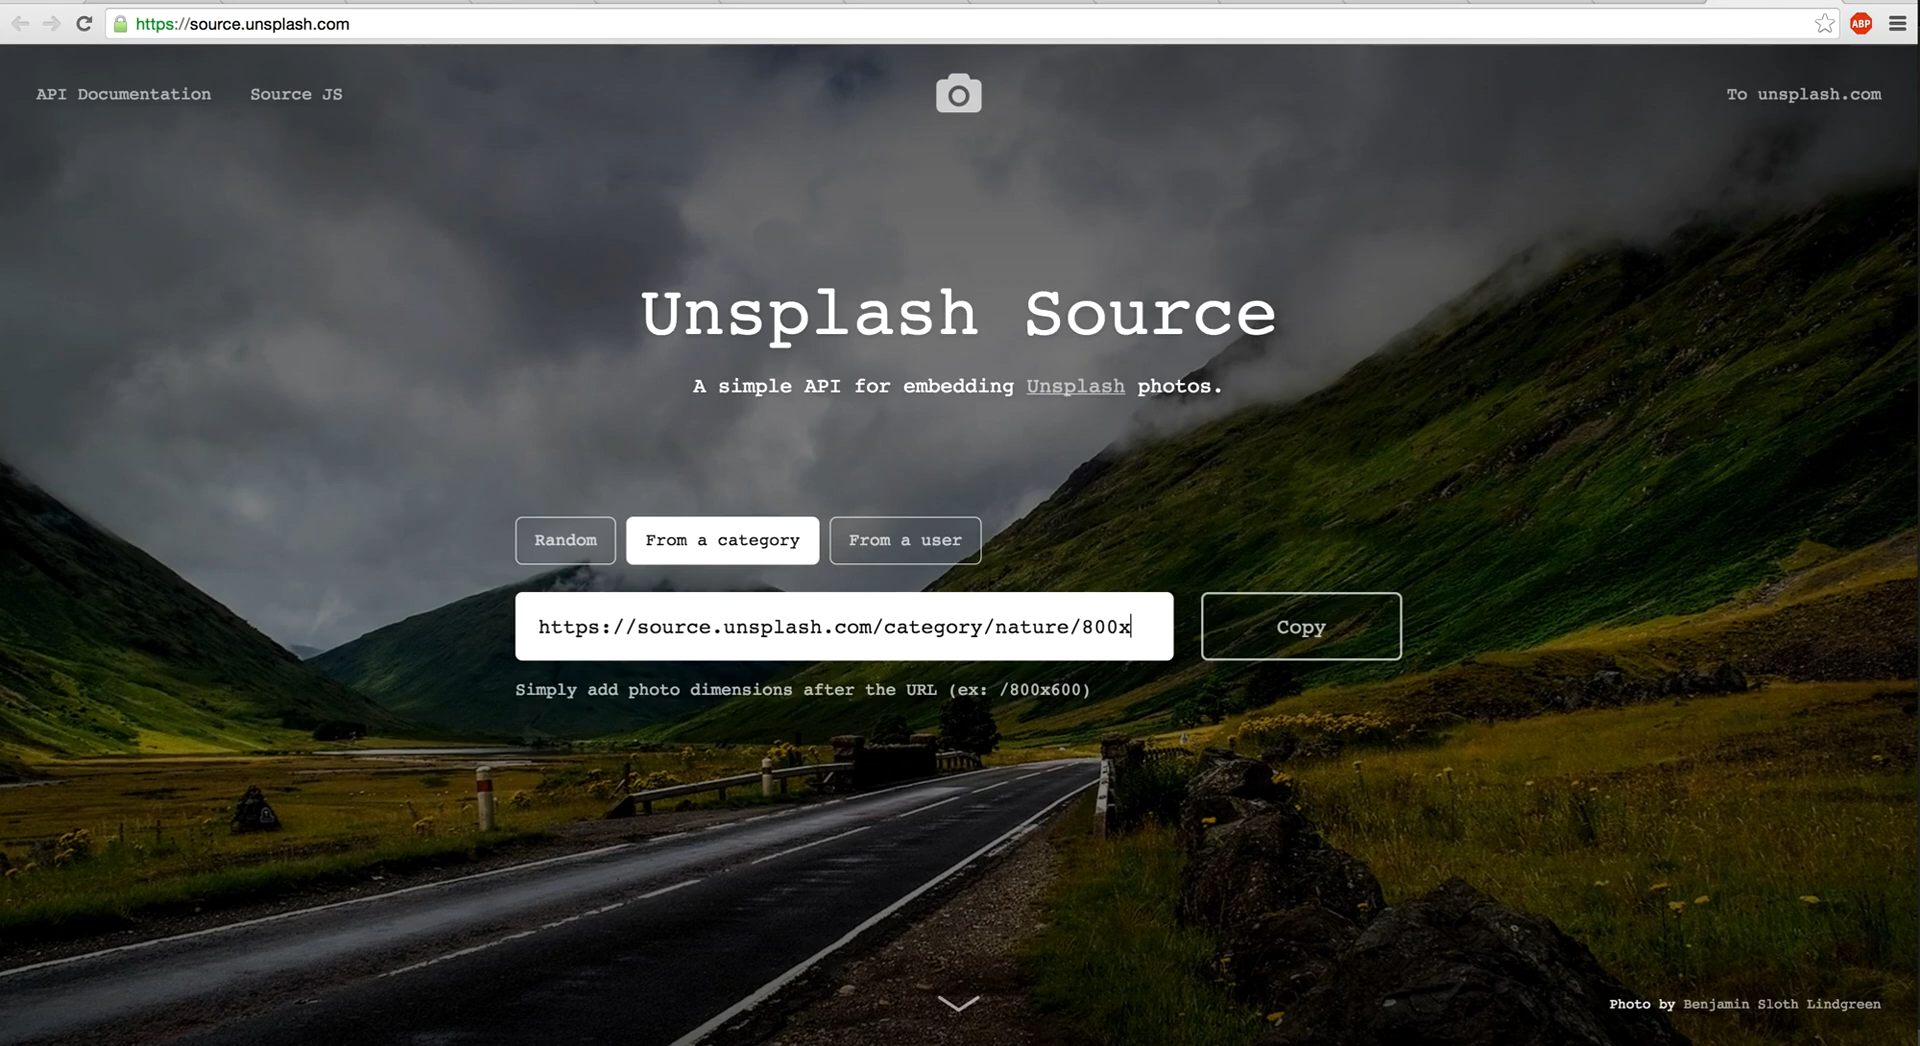 https://source.unsplash.com
ABP
API Documentation
Source JS
To unsplash.com
Unsplash Source
A simple API for embedding Unsplash photos.
Random
From a category
From a user
https://source.unsplash.com/category/nature/800x
Copy
Simply add photo dimensions after the URL (ex: /800x600)
Photo by Benjamin Sloth Lindgreen